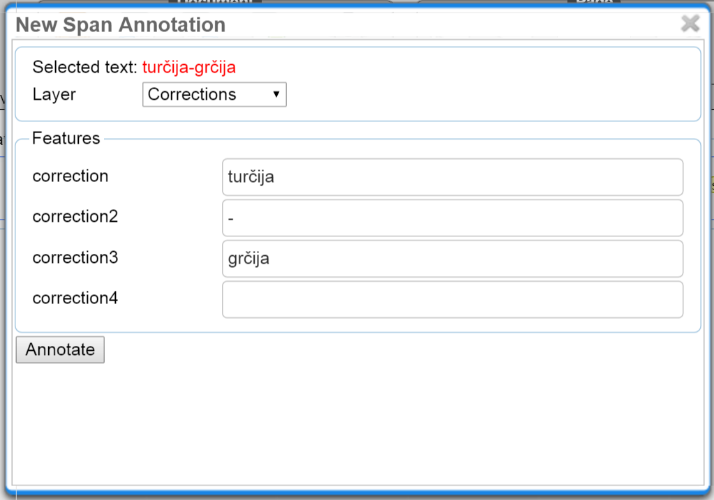 New Span Annotation
Selected text: turčija-grčija
Layer Corrections
Features
correction turčija
correction2 -
correction3 grčija
correction4
Annotate